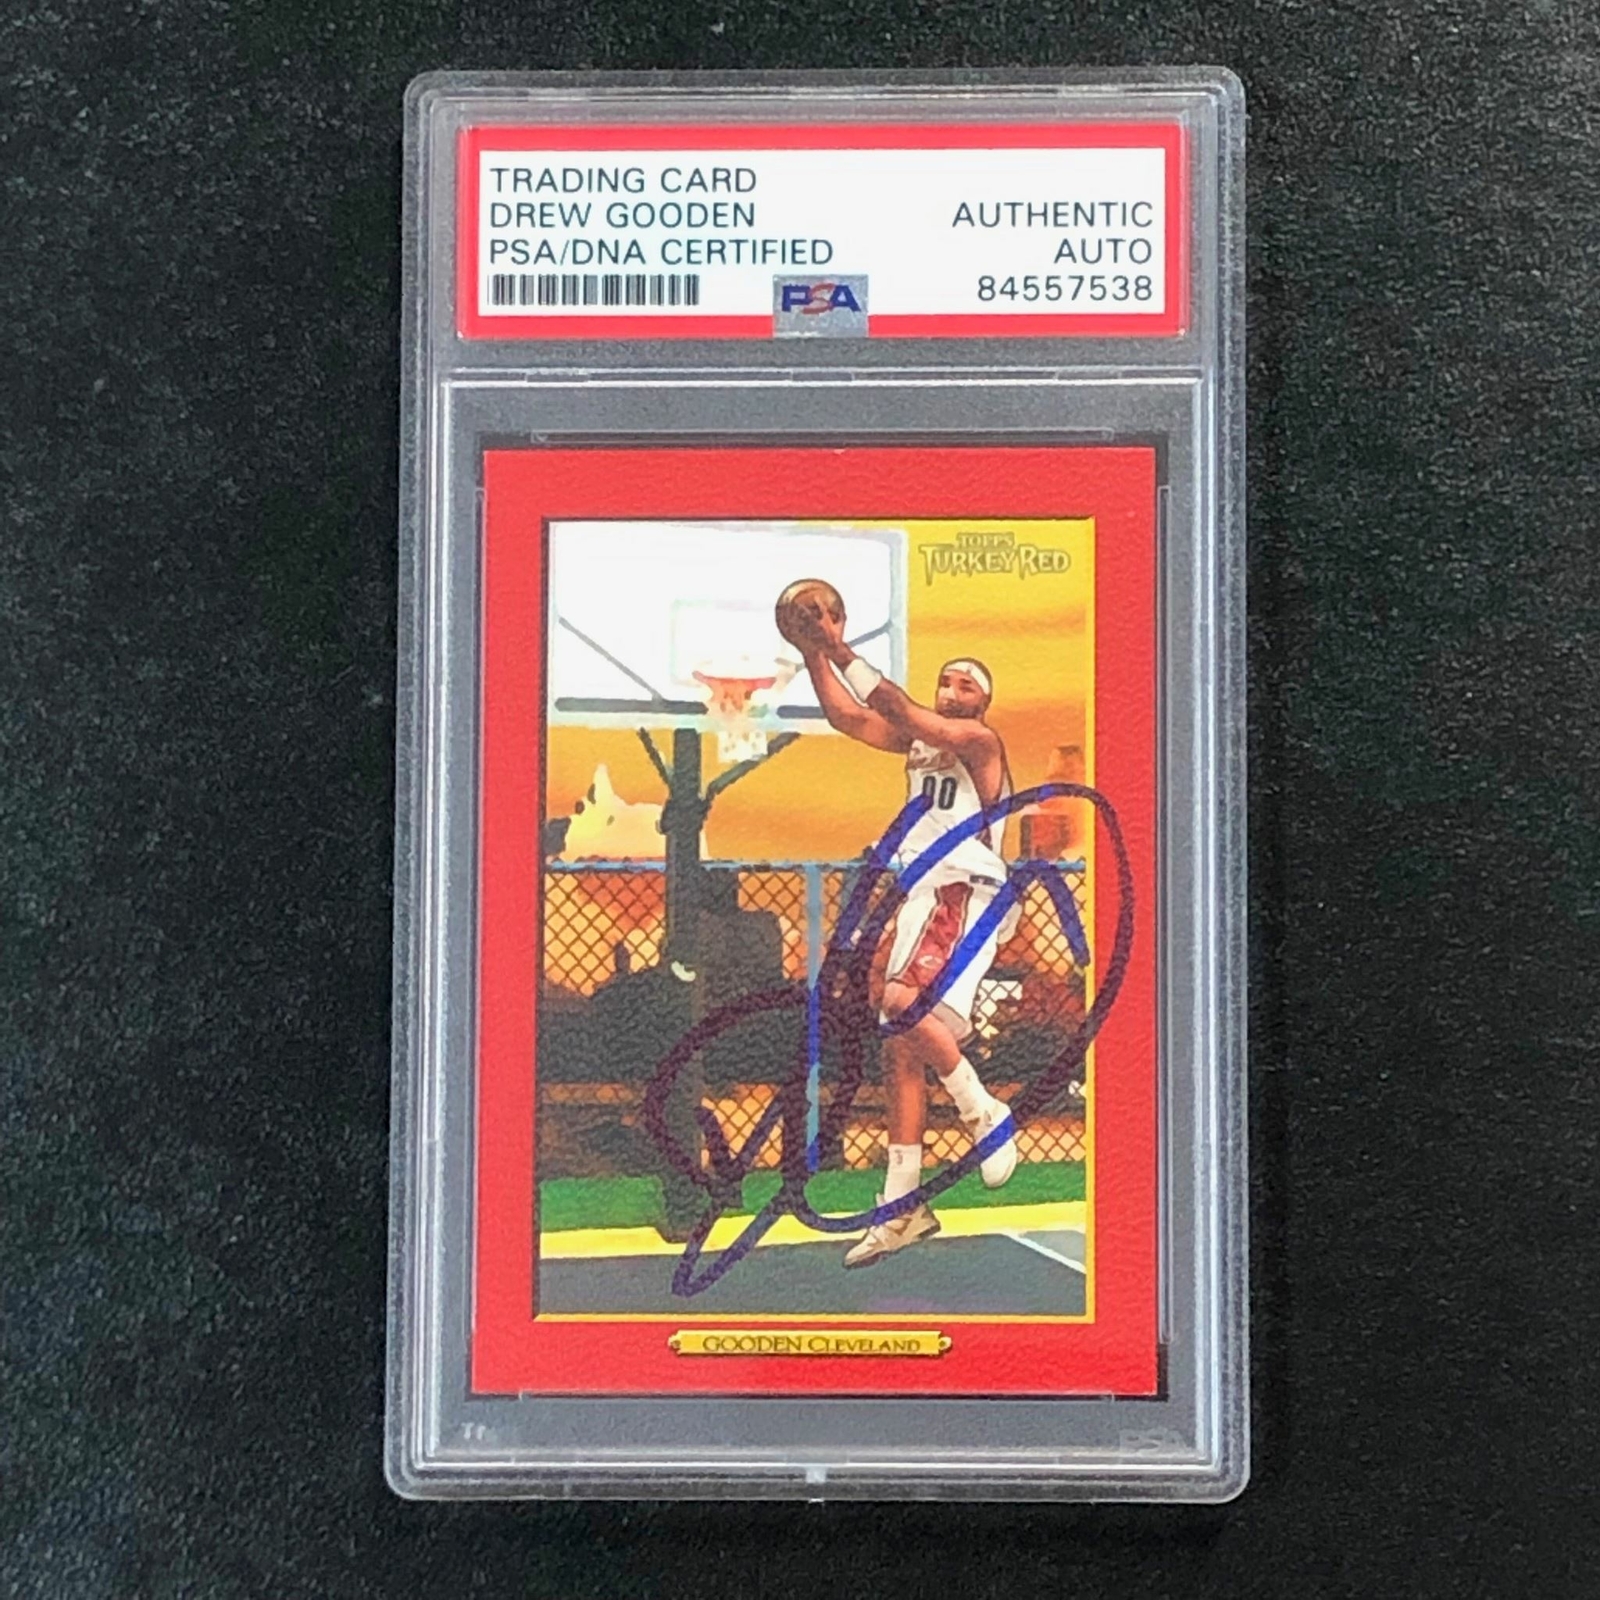 TRADING CARD
DREW GOODEN
PSA/DNA CERTIFIED
AUTHENTIC
AUTO
84557538
PSA
TOPPS
TURKEY RED
00
GOODEN CLEVELAND